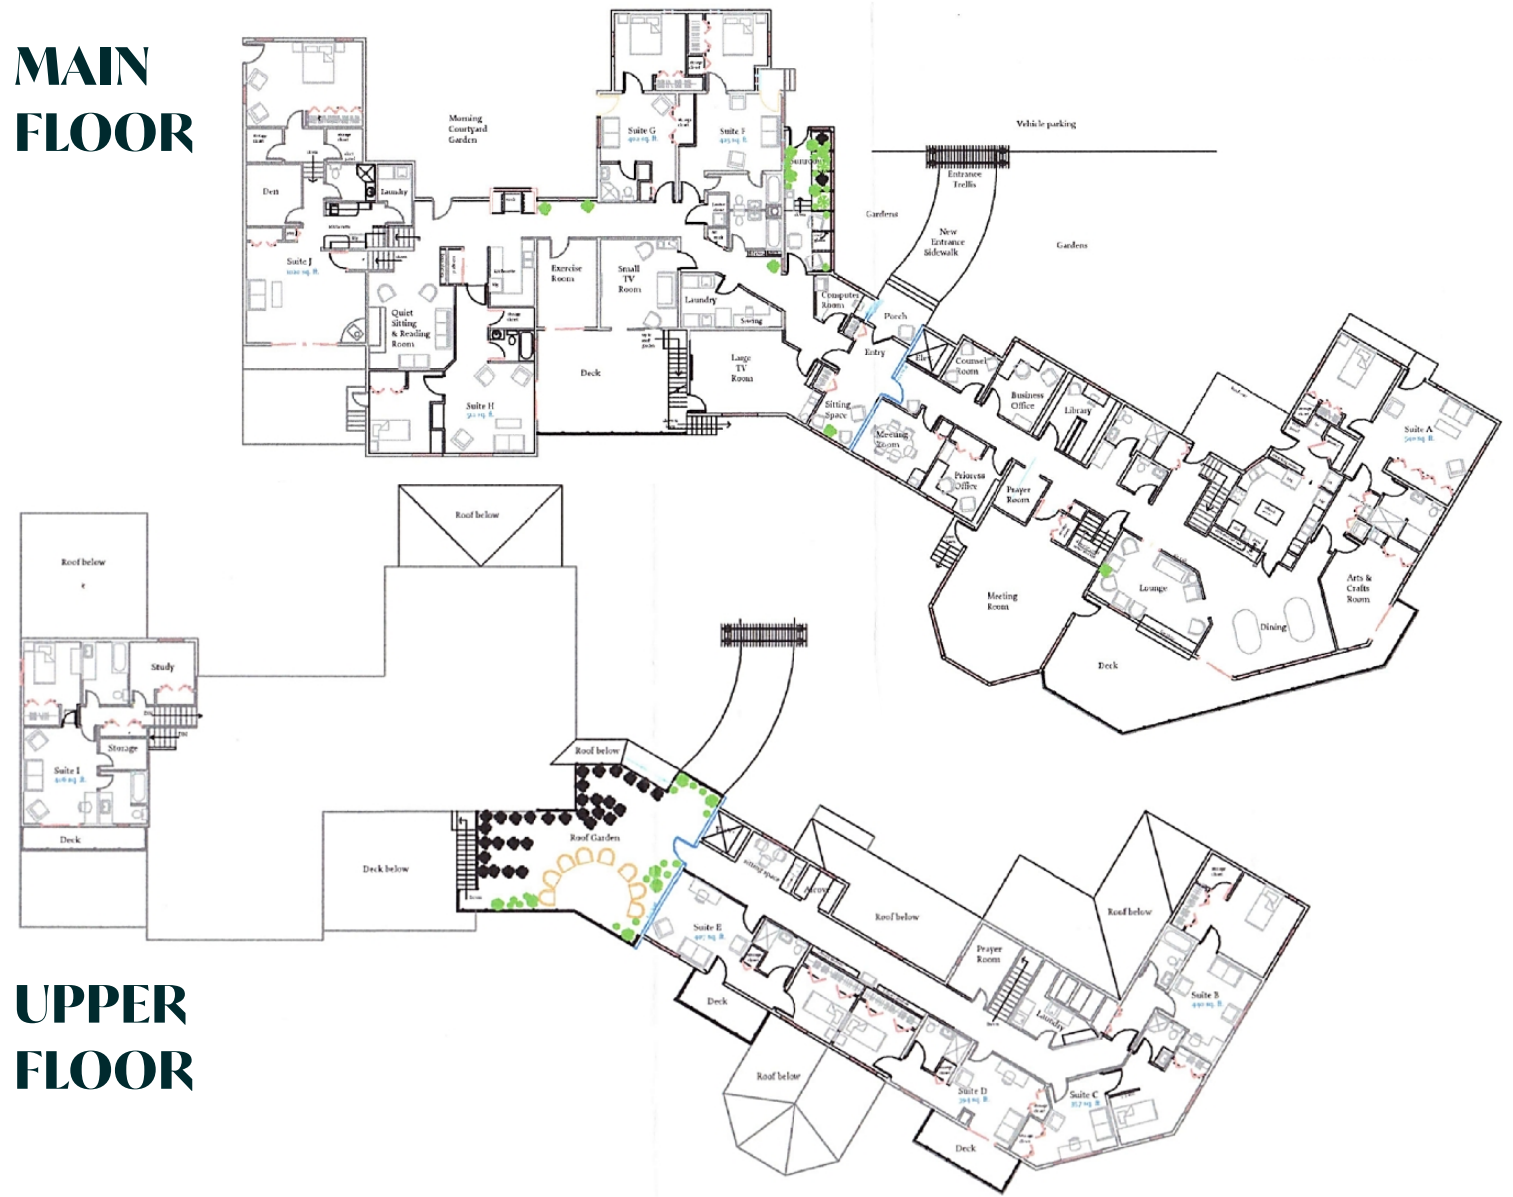 MAIN
FLOOR
Morning
Courtyard
Garden
Vehicle parking
Entrance
Trellis
Gardens
New
Entrance
Sidewalk
Gardens
Suite G
Suite F
Den
Laundry
Suite J
Exercise
Room
Small
TV
Room
Laundry
Sewing
Computer
Room
Porch
Quiet
Sitting
& Reading
Room
Deck
Large
TV
Room
Entry
Counsel
Room
Business
Office
Library
Sitting
Space
Suite H
Meeting
Room
Prioress
Office
Prayer
Room
Suite A
Meeting
Room
Lounge
Dining
Arts &
Crafts
Room
Deck
Roof below
Roof below
Study
Storage
Suite I
Deck
Roof below
Roof Garden
Deck below
Sitting space
Roof below
Roof below
Suite E
Prayer
Room
Suite B
Deck
Laundry
Roof below
Suite D
Suite C
Deck
UPPER
FLOOR